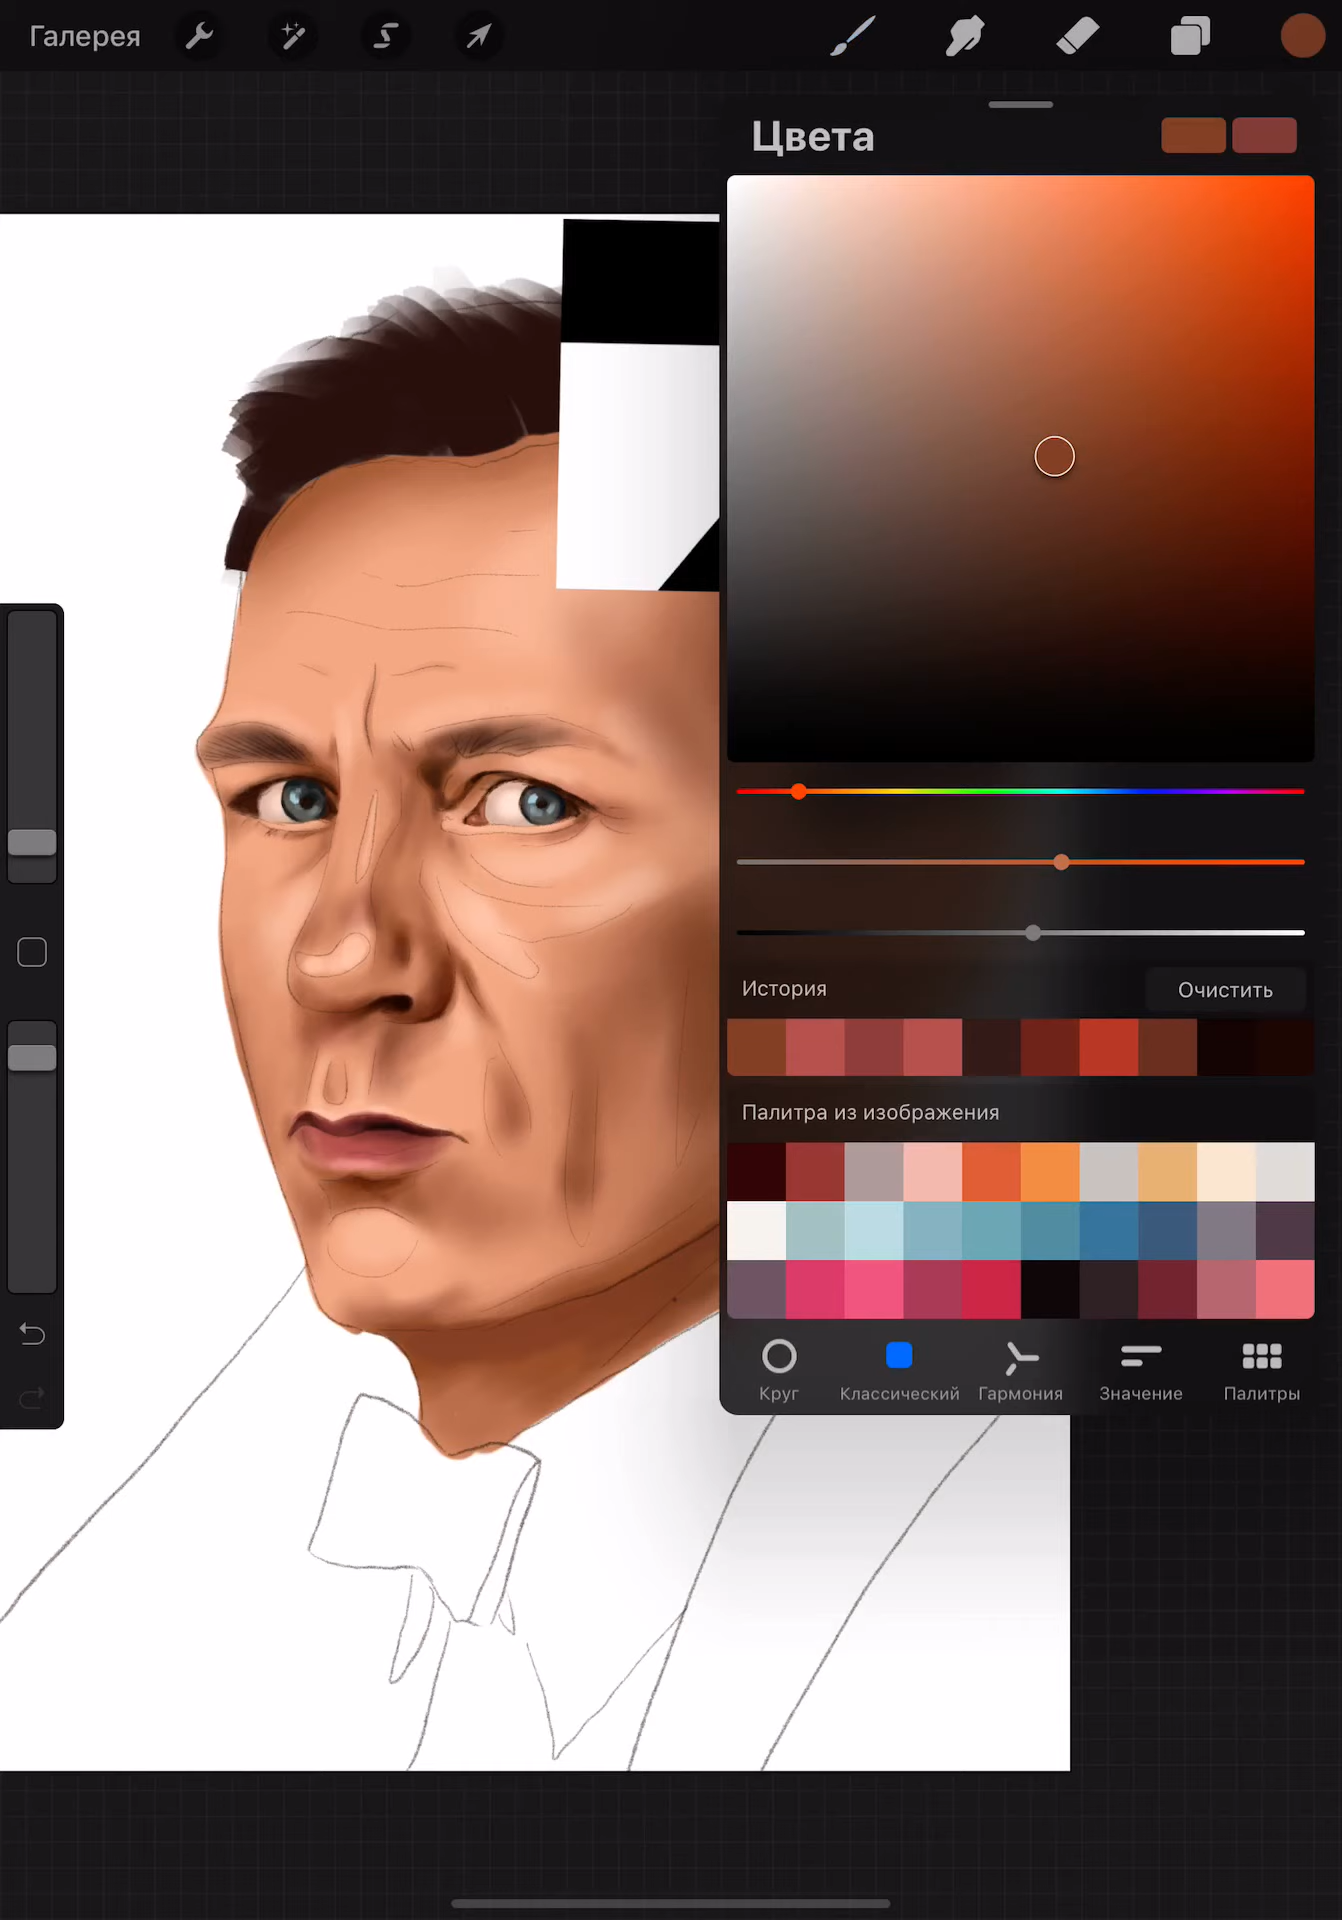 Галерея
Цвета
История
Очистить
Палитра из изображения
Круг
Классический
Гармония
Значение
Палитры